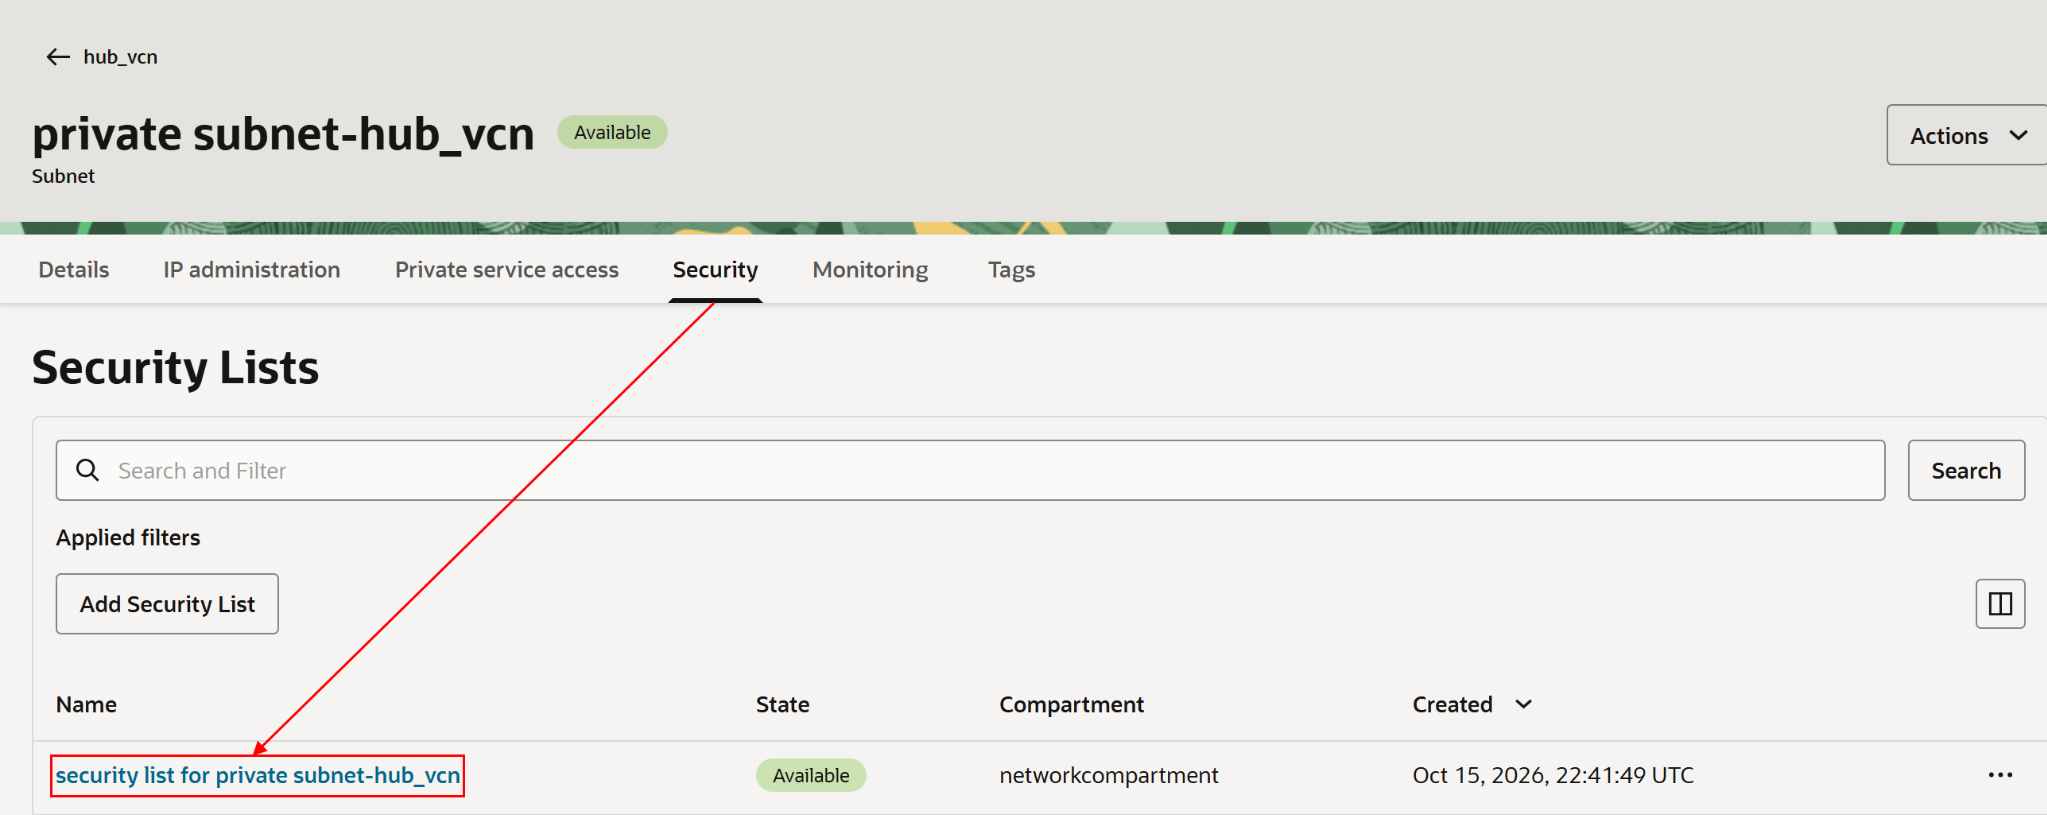 hub_vcn
private subnet-hub_vcn Available
Subnet
Actions
Details IP administration Private service access Security Monitoring Tags
Security Lists
Search and Filter Search
Applied filters
Add Security List
Name State Compartment Created
security list for private subnet-hub_vcn Available networkcompartment Oct 15, 2026, 22:41:49 UTC